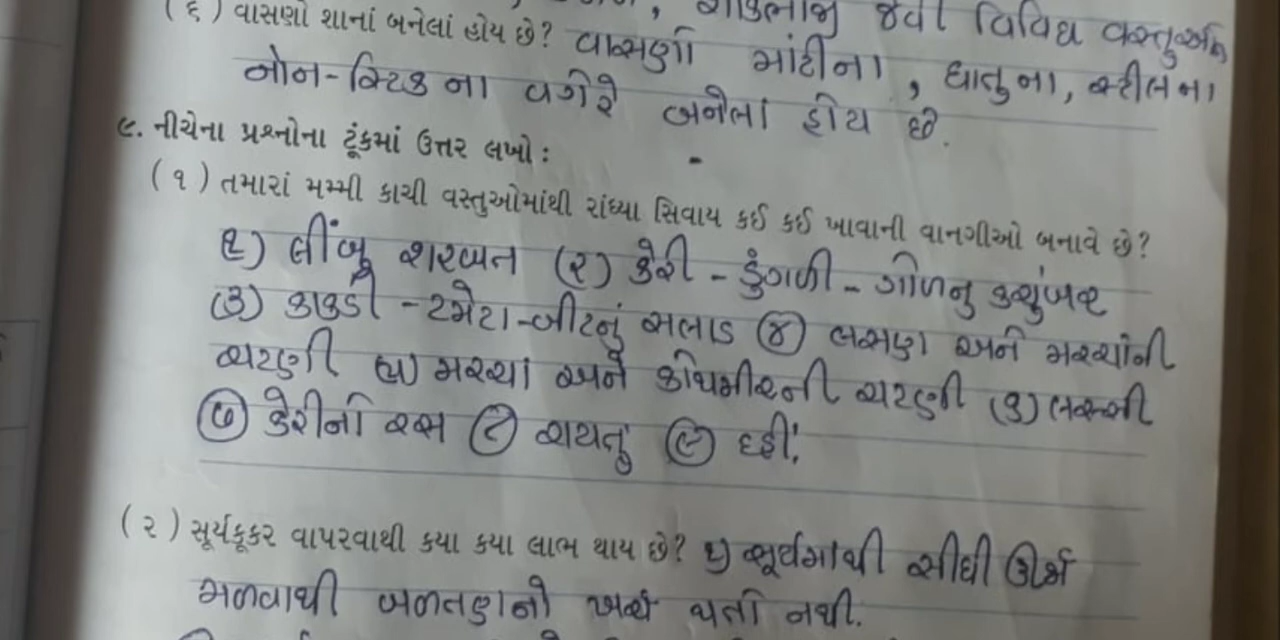 , શાકભાજી જેવી વિવિધ વસ્તુઓ
(૬) વાસણો શાનાં બનેલાં હોય છે? વાસણો માંટીના, ધાતુના, સ્ટીલના
નોન-સ્ટિક ના વગેરે બનેલાં હોય છે.
૯. નીચેના પ્રશ્નોના ટૂંકમાં ઉત્તર લખો :
(૧) તમારાં મમ્મી કાચી વસ્તુઓમાંથી રાંધ્યા સિવાય કઈ કઈ ખાવાની વાનગીઓ બનાવે છે?
૧) લીંબુ શરબત (૨) કેરી - ડુંગળી - ગોળનુ કચુંબર
(૩) કાકડી - ટમેટા - બીટનું સલાડ (૪) લસણ અને મરચાંની
ચટણી (૫) મરચાં અને કોથમીરની ચટણી (૬) લસ્સી
(૭) કેરીનો રસ (૮) રાયતું (૯) દહીં.
(૨) સૂર્યકૂકર વાપરવાથી કયા કયા લાભ થાય છે? ૧) સૂર્યમાંથી સીધી ઊર્જા
મળવાથી બળતણનો ખર્ચ થતો નથી.